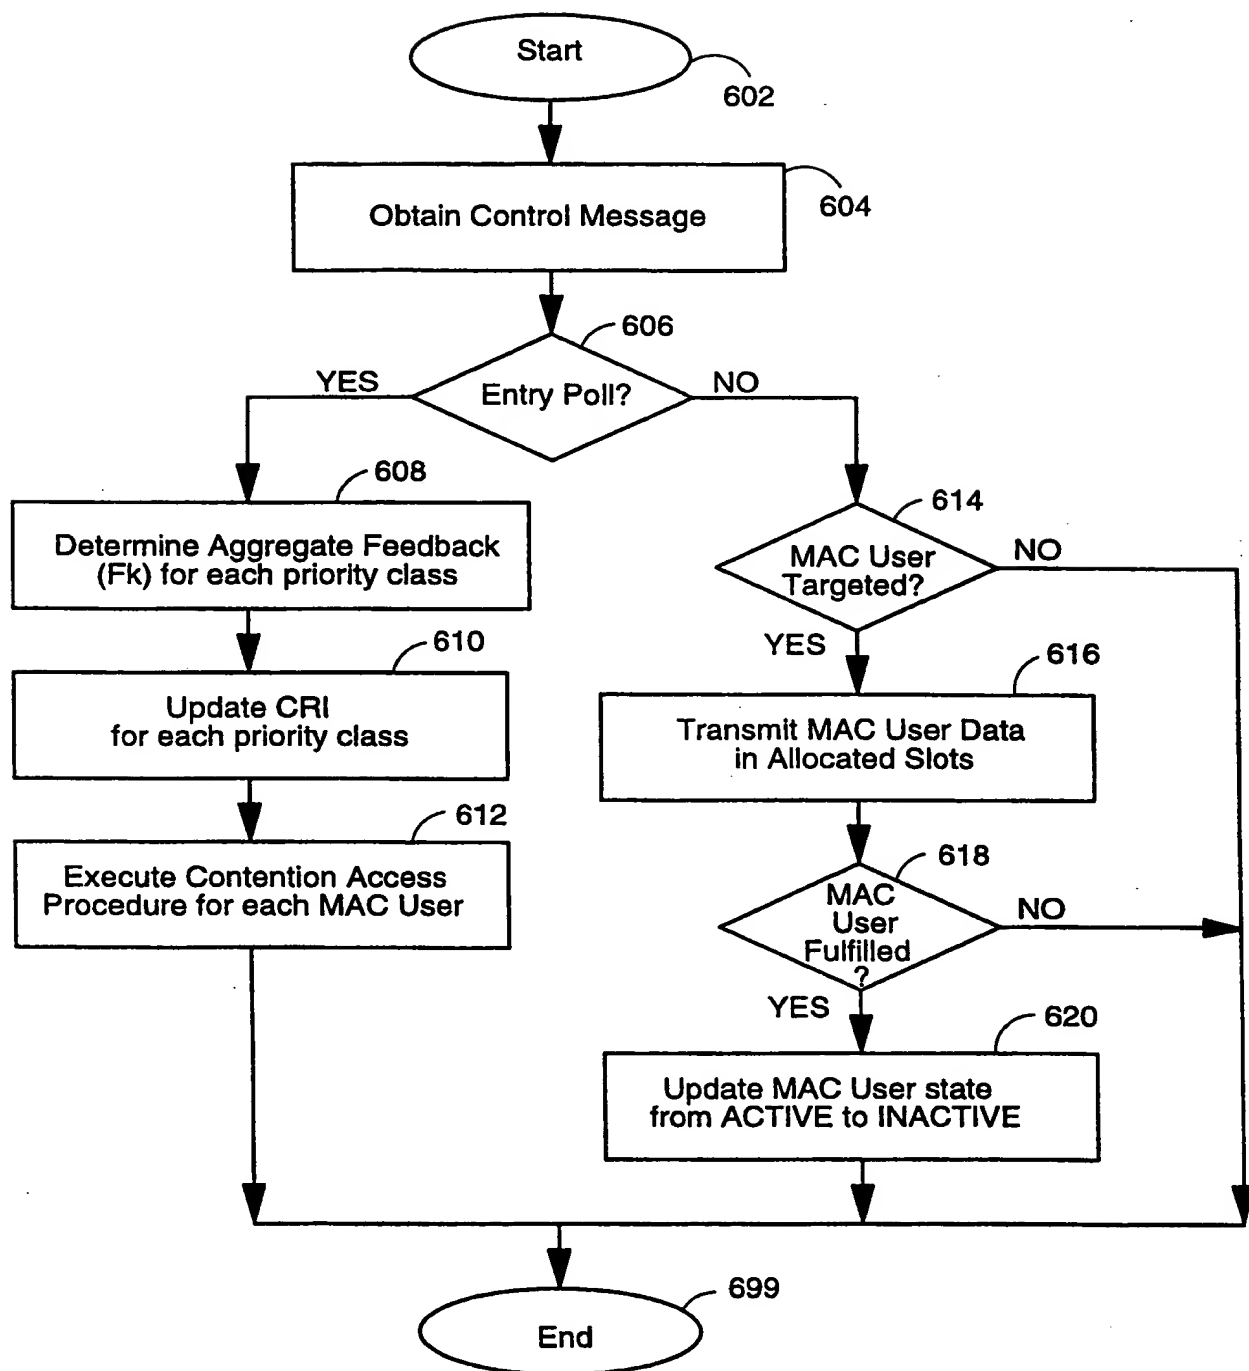 Start
602
Obtain Control Message
604
606
Entry Poll?
YES
NO
608
Determine Aggregate Feedback
(Fk) for each priority class
610
Update CRI
for each priority class
612
Execute Contention Access
Procedure for each MAC User
614
MAC User
Targeted?
NO
YES
616
Transmit MAC User Data
in Allocated Slots
618
MAC
User
Fulfilled
?
NO
YES
620
Update MAC User state
from ACTIVE to INACTIVE
699
End